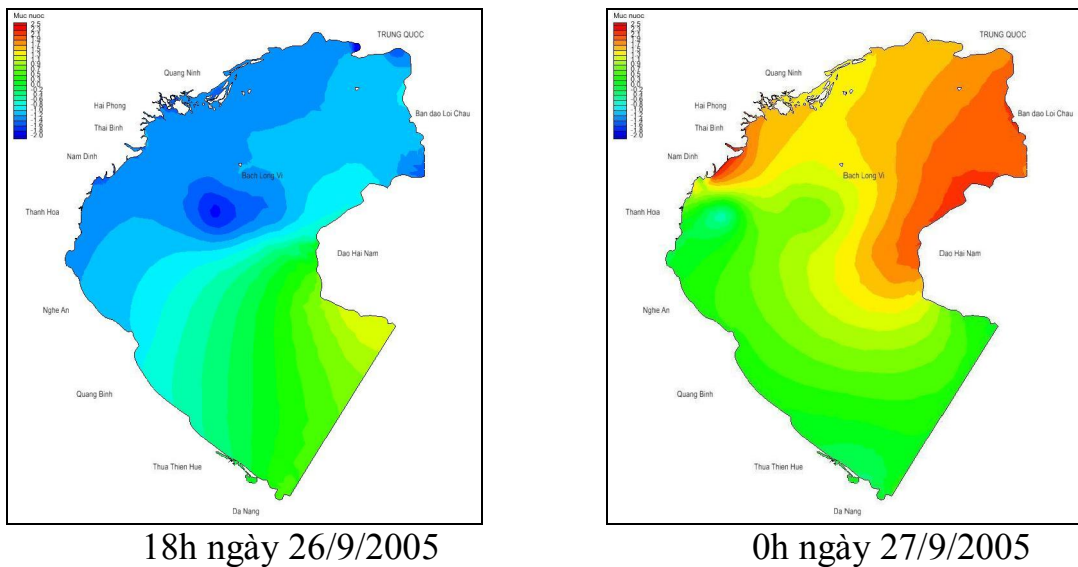 Muc nuoc
2.5
TRUNG QUOC
Quang Ninh
Hai Phong
Thai Binh
Ban dao Loi Chau
Nam Dinh
Bach Long Vi
Thanh Hoa
Dao Hai Nam
Nghe An
Quang Binh
Thua Thien Hue
Da Nang
18h ngày 26/9/2005
Muc nuoc
2.5
TRUNG QUOC
Quang Ninh
Hai Phong
Thai Binh
Ban dao Loi Chau
Nam Dinh
Bach Long Vi
Thanh Hoa
Dao Hai Nam
Nghe An
Quang Binh
Thua Thien Hue
Da Nang
0h ngày 27/9/2005